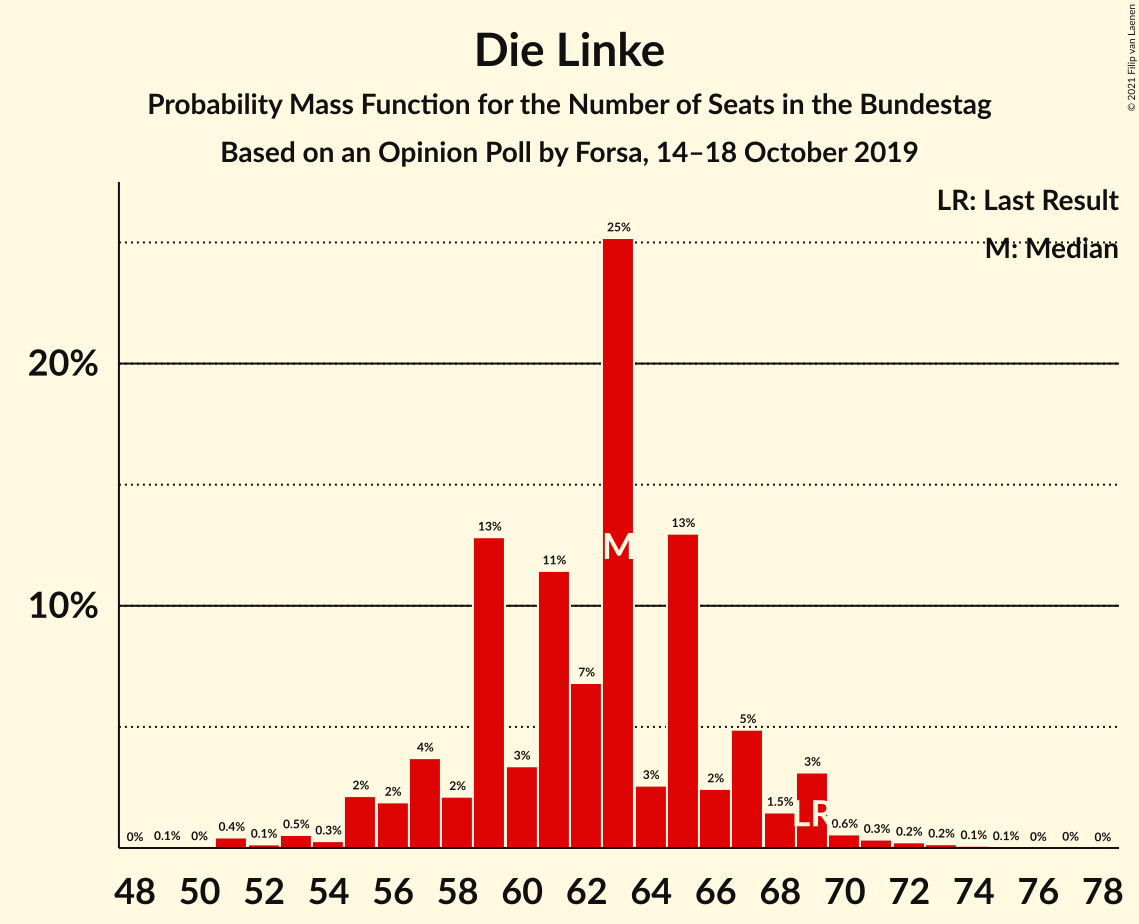 Die Linke
Probability Mass Function for the Number of Seats in the Bundestag
Based on an Opinion Poll by Forsa, 14–18 October 2019
© 2021 Filip van Laenen
LR: Last Result
M: Median
20%
10%
0% 0.1% 0% 0.4% 0.1% 0.5% 0.3% 2% 2% 4% 2% 13% 3% 11% 7% 25% 3% 13% 2% 5% 1.5% 3% 0.6% 0.3% 0.2% 0.2% 0.1% 0.1% 0% 0% 0%
M
LR
48 50 52 54 56 58 60 62 64 66 68 70 72 74 76 78